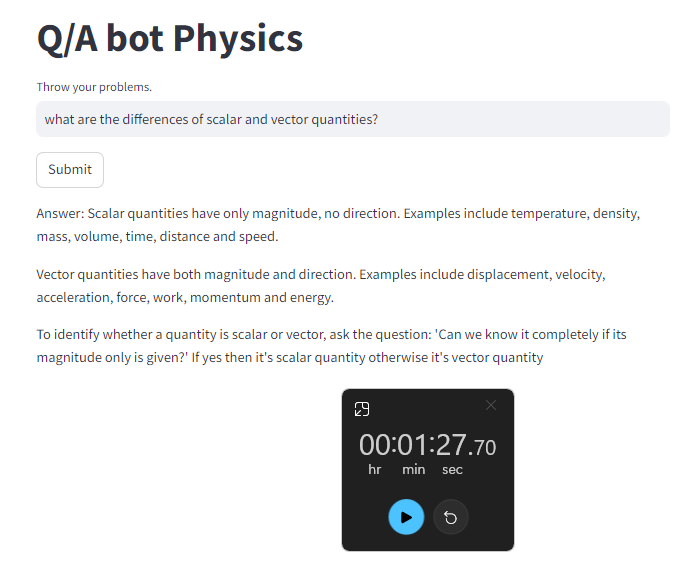 Q/A bot Physics
Throw your problems.
what are the differences of scalar and vector quantities?
Submit
Answer: Scalar quantities have only magnitude, no direction. Examples include temperature, density,
mass, volume, time, distance and speed.
Vector quantities have both magnitude and direction. Examples include displacement, velocity,
acceleration, force, work, momentum and energy.
To identify whether a quantity is scalar or vector, ask the question: 'Can we know it completely if its
magnitude only is given?' If yes then it's scalar quantity otherwise it's vector quantity
00:01:27.70
hr min sec